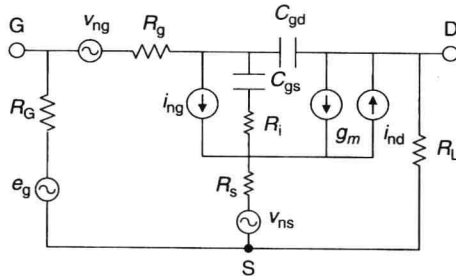 G
v_ng
R_g
C_gd
D
C_gs
i_ng
R_i
g_m
i_nd
R_G
R_L
R_s
e_g
v_ns
S